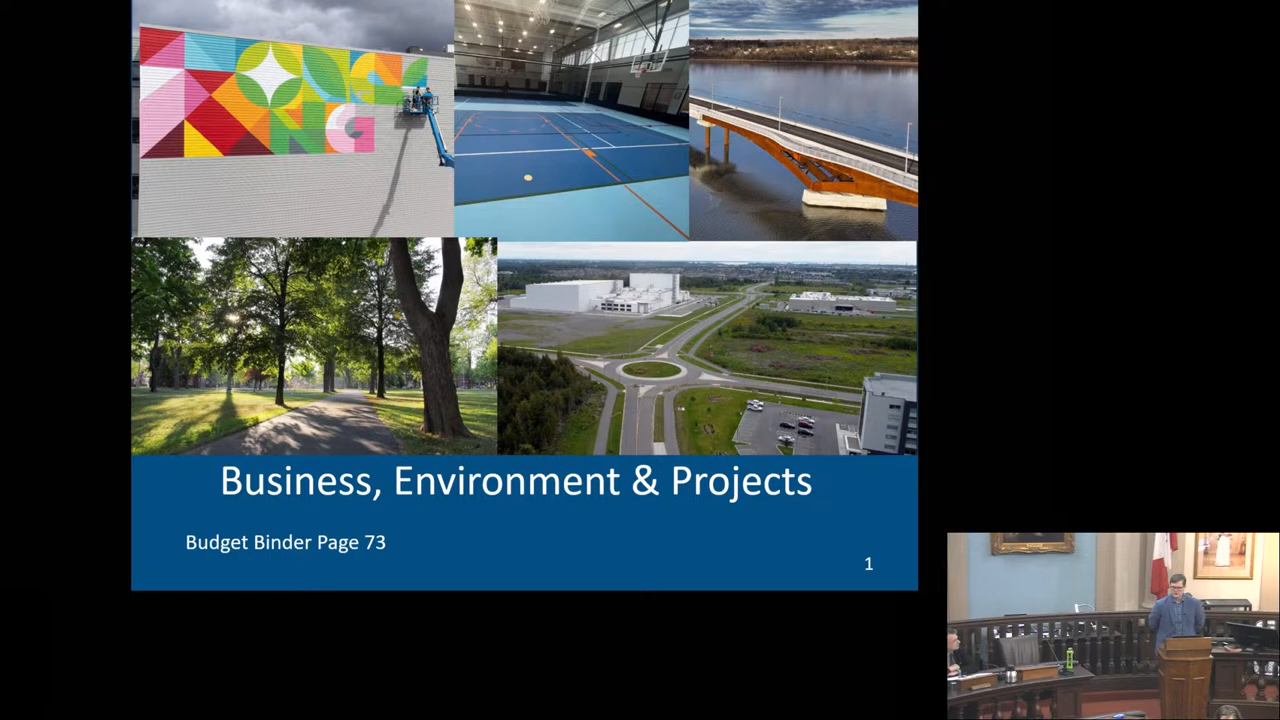 Business, Environment & Projects
Budget Binder Page 73
1